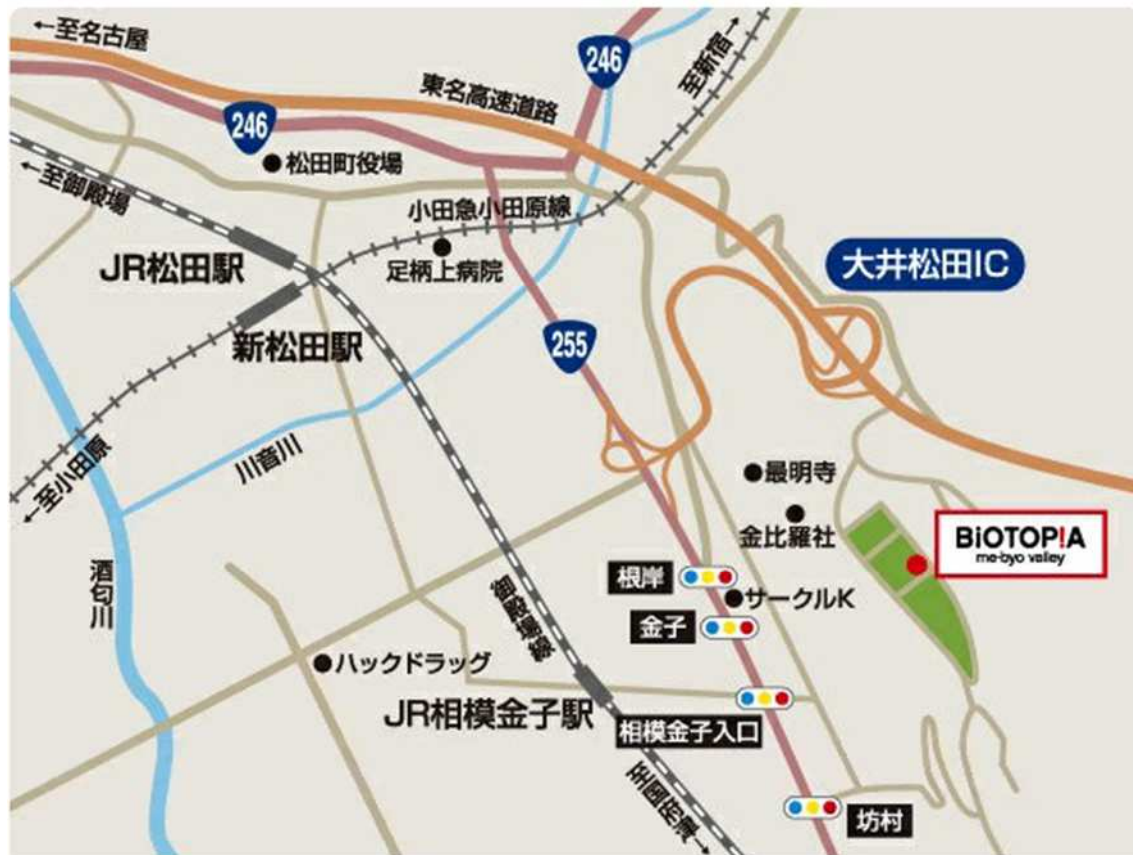 ←至名古屋
246
至新宿→
東名高速道路
246
松田町役場
←至御殿場
小田急小田原線
JR松田駅
足柄上病院
大井松田IC
新松田駅
255
←至小田原
川音川
最明寺
金比羅社
BiOTOP!A
me-byo valley
酒匂川
根岸
サークルK
御殿場線
金子
ハックドラッグ
JR相模金子駅
相模金子入口
至国府津→
坊村